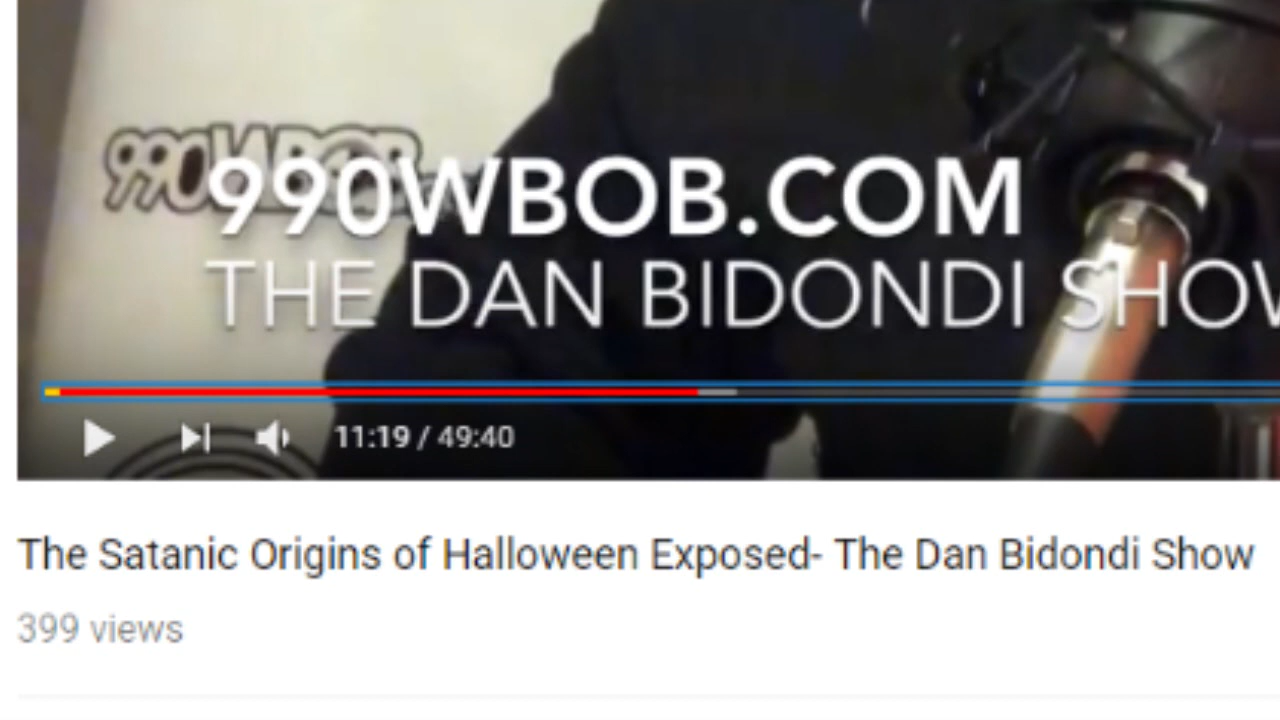 990WBOB
990WBOB.COM
THE DAN BIDONDI SHOW
11:19 / 49:40
The Satanic Origins of Halloween Exposed- The Dan Bidondi Show
399 views